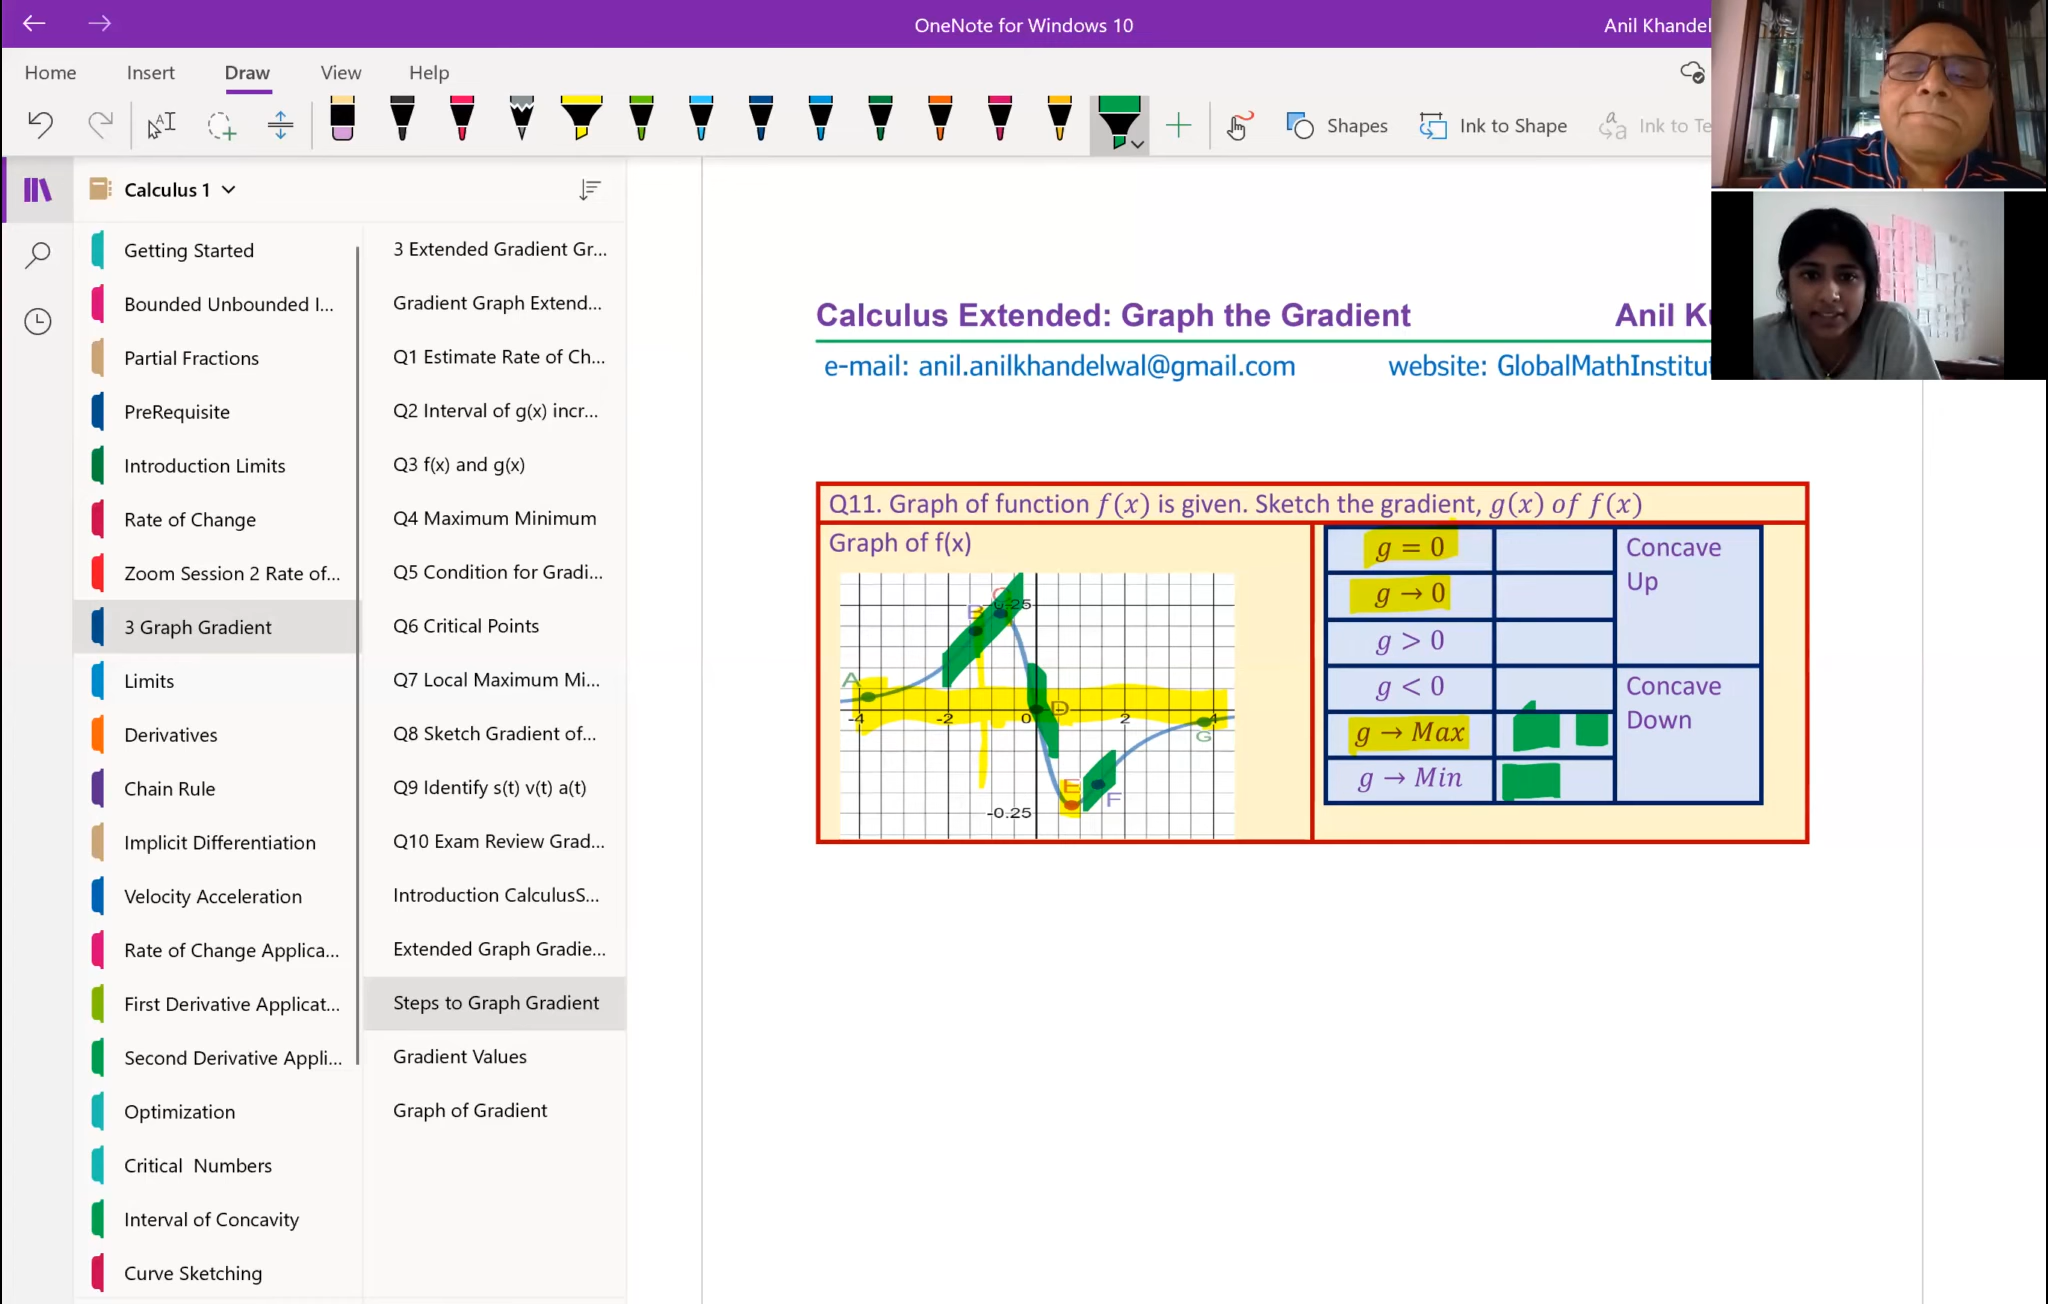 OneNote for Windows 10
Anil Khandel
Home Insert Draw View Help
Shapes Ink to Shape Ink to Te
Calculus 1
Getting Started
Bounded Unbounded I...
Partial Fractions
PreRequisite
Introduction Limits
Rate of Change
Zoom Session 2 Rate of...
3 Graph Gradient
Limits
Derivatives
Chain Rule
Implicit Differentiation
Velocity Acceleration
Rate of Change Applica...
First Derivative Applicat...
Second Derivative Appli...
Optimization
Critical Numbers
Interval of Concavity
Curve Sketching
3 Extended Gradient Gr...
Gradient Graph Extend...
Q1 Estimate Rate of Ch...
Q2 Interval of g(x) incr...
Q3 f(x) and g(x)
Q4 Maximum Minimum
Q5 Condition for Gradi...
Q6 Critical Points
Q7 Local Maximum Mi...
Q8 Sketch Gradient of...
Q9 Identify s(t) v(t) a(t)
Q10 Exam Review Grad...
Introduction CalculusS...
Extended Graph Gradie...
Steps to Graph Gradient
Gradient Values
Graph of Gradient
Calculus Extended: Graph the Gradient Anil K
e-mail: anil.anilkhandelwal@gmail.com website: GlobalMathInstitut
Q11. Graph of function f(x) is given. Sketch the gradient, g(x) of f(x)
Graph of f(x)
A
B
C
D
E
F
G
-4 -2 0 2 4
-0.25
g = 0
g → 0
g > 0
g < 0
g → Max
g → Min
Concave
Up
Concave
Down